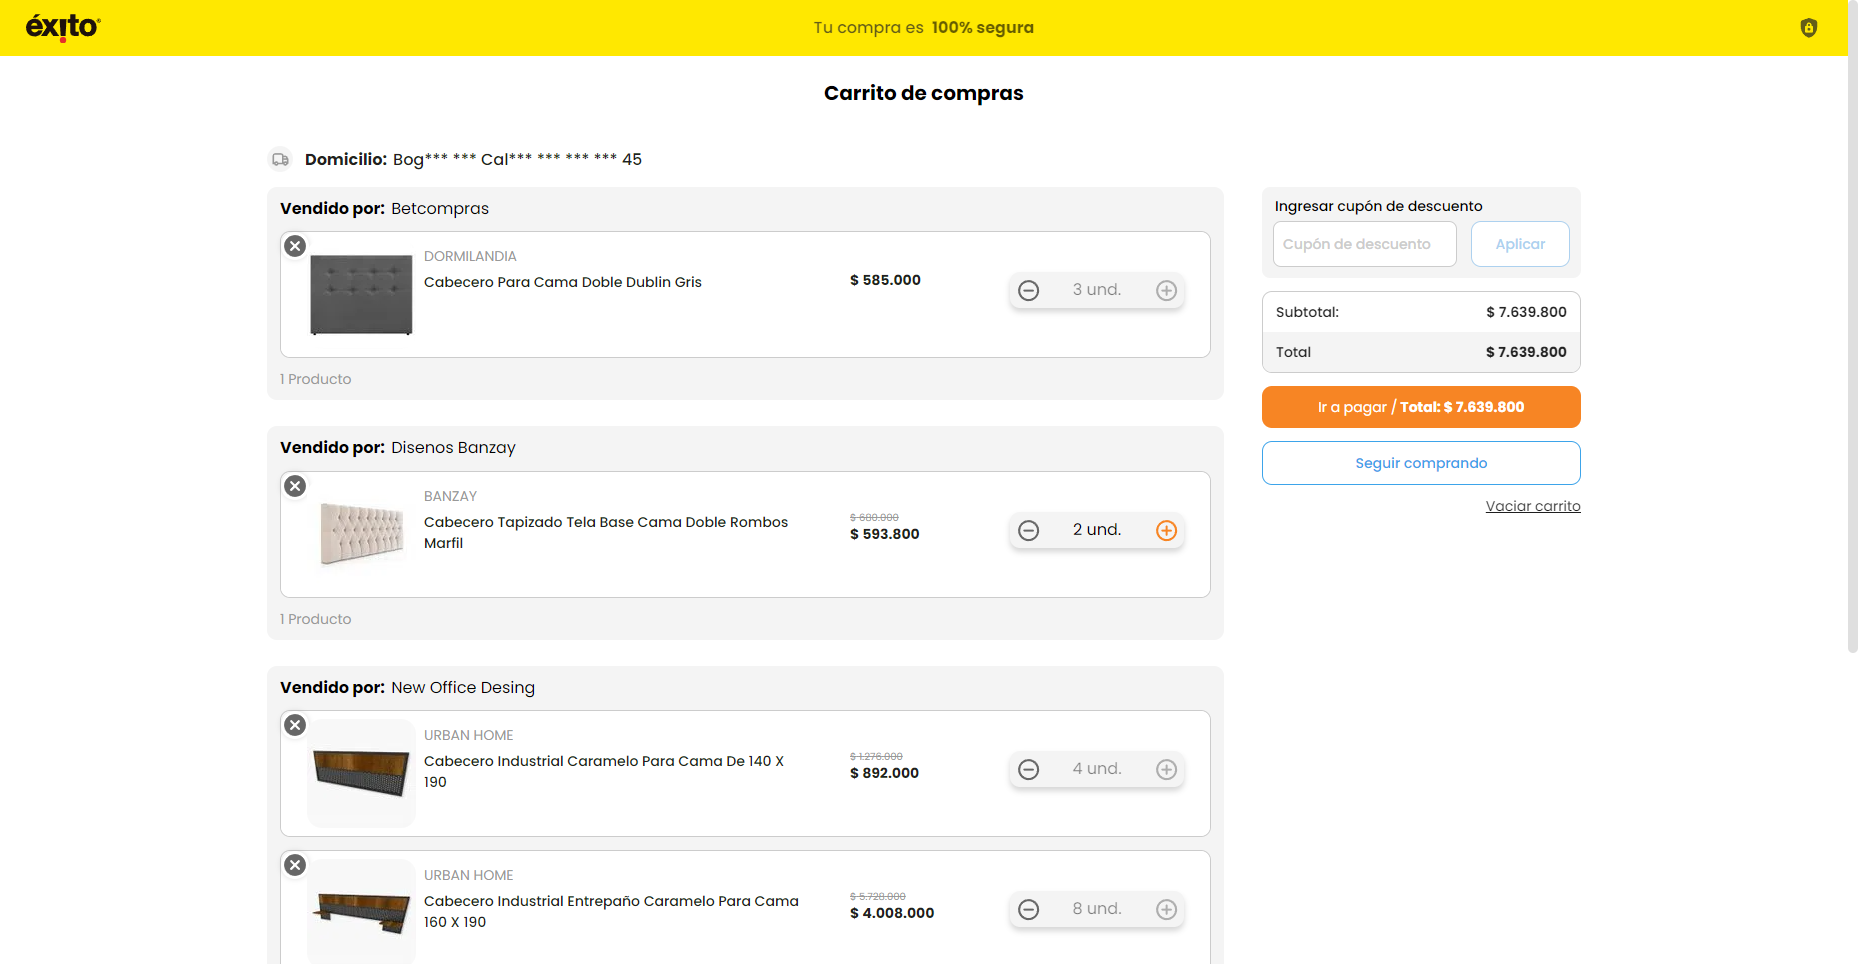 éxito
Tu compra es 100% segura
Carrito de compras
Domicilio: Bog*** *** Cal*** *** *** *** 45
Vendido por: Betcompras
DORMILANDIA
Cabecero Para Cama Doble Dublin Gris
$ 585.000
3 und.
1 Producto
Vendido por: Disenos Banzay
BANZAY
Cabecero Tapizado Tela Base Cama Doble Rombos
Marfil
$ 680.000
$ 593.800
2 und.
1 Producto
Vendido por: New Office Desing
URBAN HOME
Cabecero Industrial Caramelo Para Cama De 140 X
190
$ 1.276.000
$ 892.000
4 und.
URBAN HOME
Cabecero Industrial Entrepaño Caramelo Para Cama
160 X 190
$ 5.728.000
$ 4.008.000
8 und.
Ingresar cupón de descuento
Cupón de descuento
Aplicar
Subtotal: $ 7.639.800
Total $ 7.639.800
Ir a pagar / Total: $ 7.639.800
Seguir comprando
Vaciar carrito